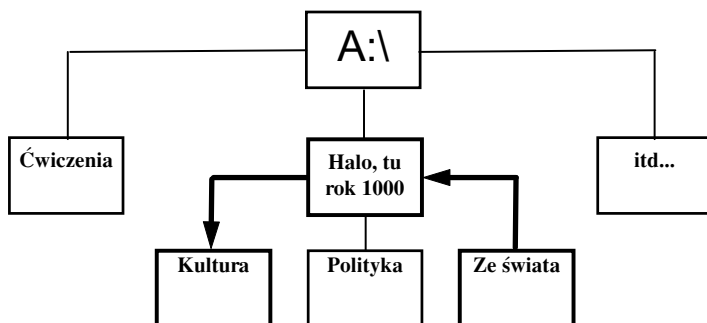 A:\
Ćwiczenia
Halo, tu
rok 1000
itd...
Kultura
Polityka
Ze świata